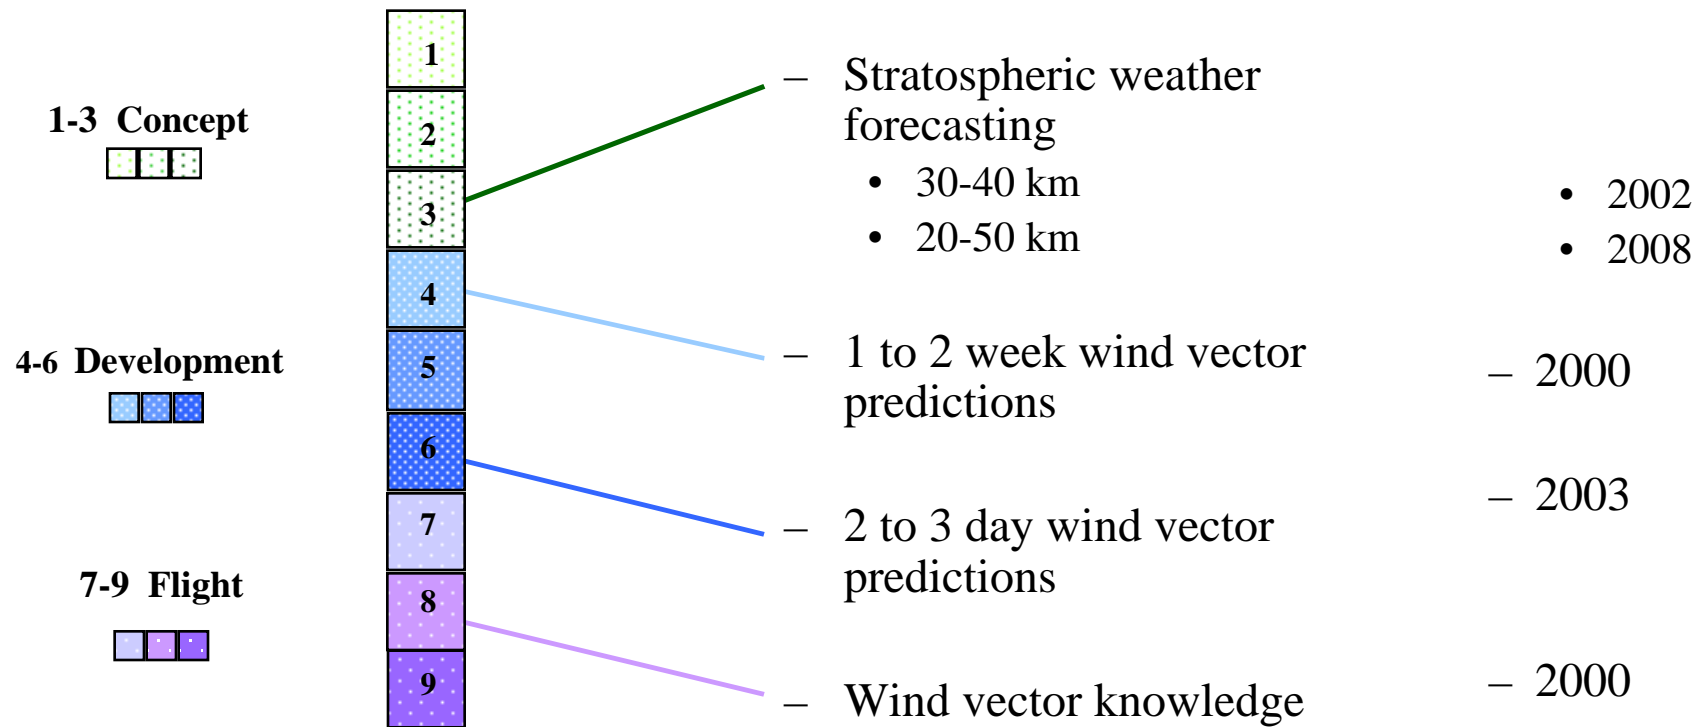 1-3 Concept
4-6 Development
7-9 Flight
1
2
3
4
5
6
7
8
9
– Stratospheric weather
forecasting
• 30-40 km
• 20-50 km
– 1 to 2 week wind vector
predictions
– 2 to 3 day wind vector
predictions
– Wind vector knowledge
• 2002
• 2008
– 2000
– 2003
– 2000